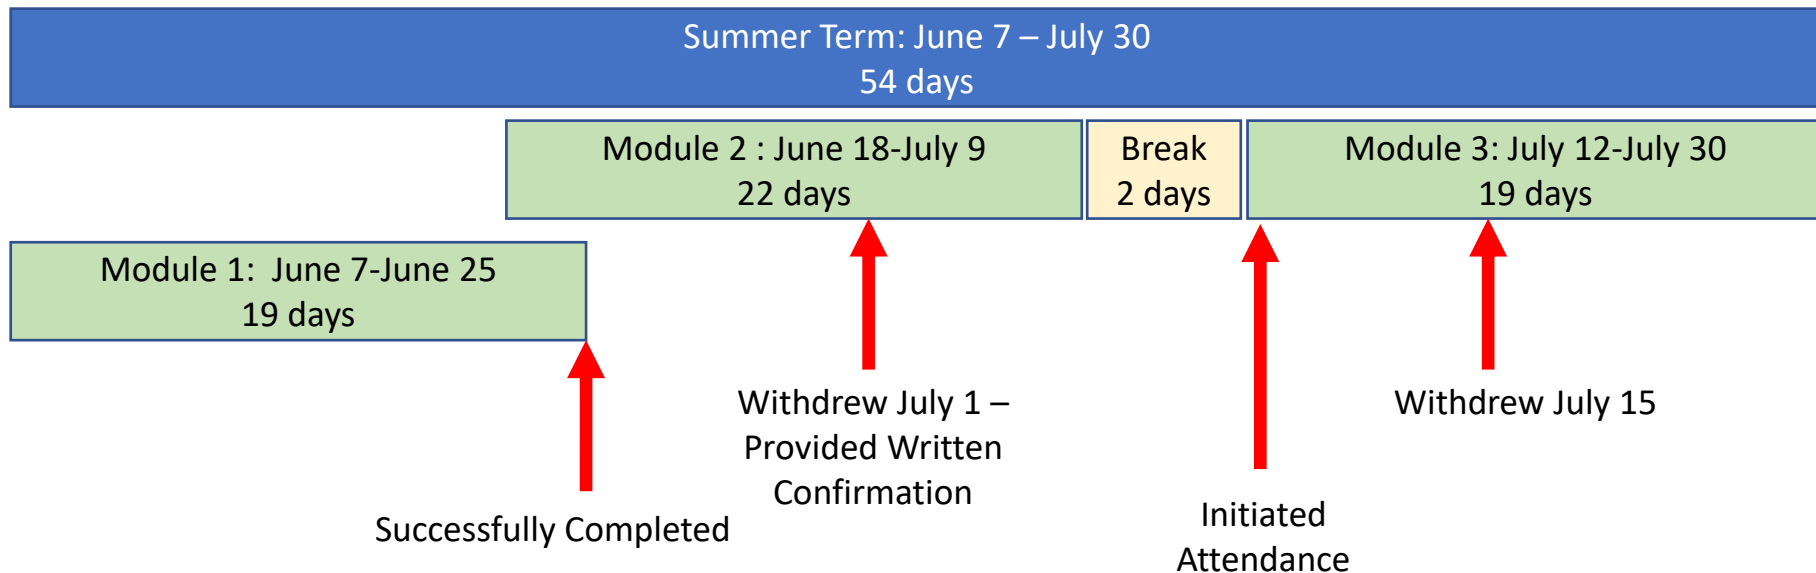 Summer Term: June 7 – July 30
54 days
Module 2 : June 18-July 9
22 days
Break
2 days
Module 3: July 12-July 30
19 days
Module 1:  June 7-June 25
19 days
Withdrew July 1 –
Provided Written
Confirmation
Withdrew July 15
Successfully Completed
Initiated
Attendance